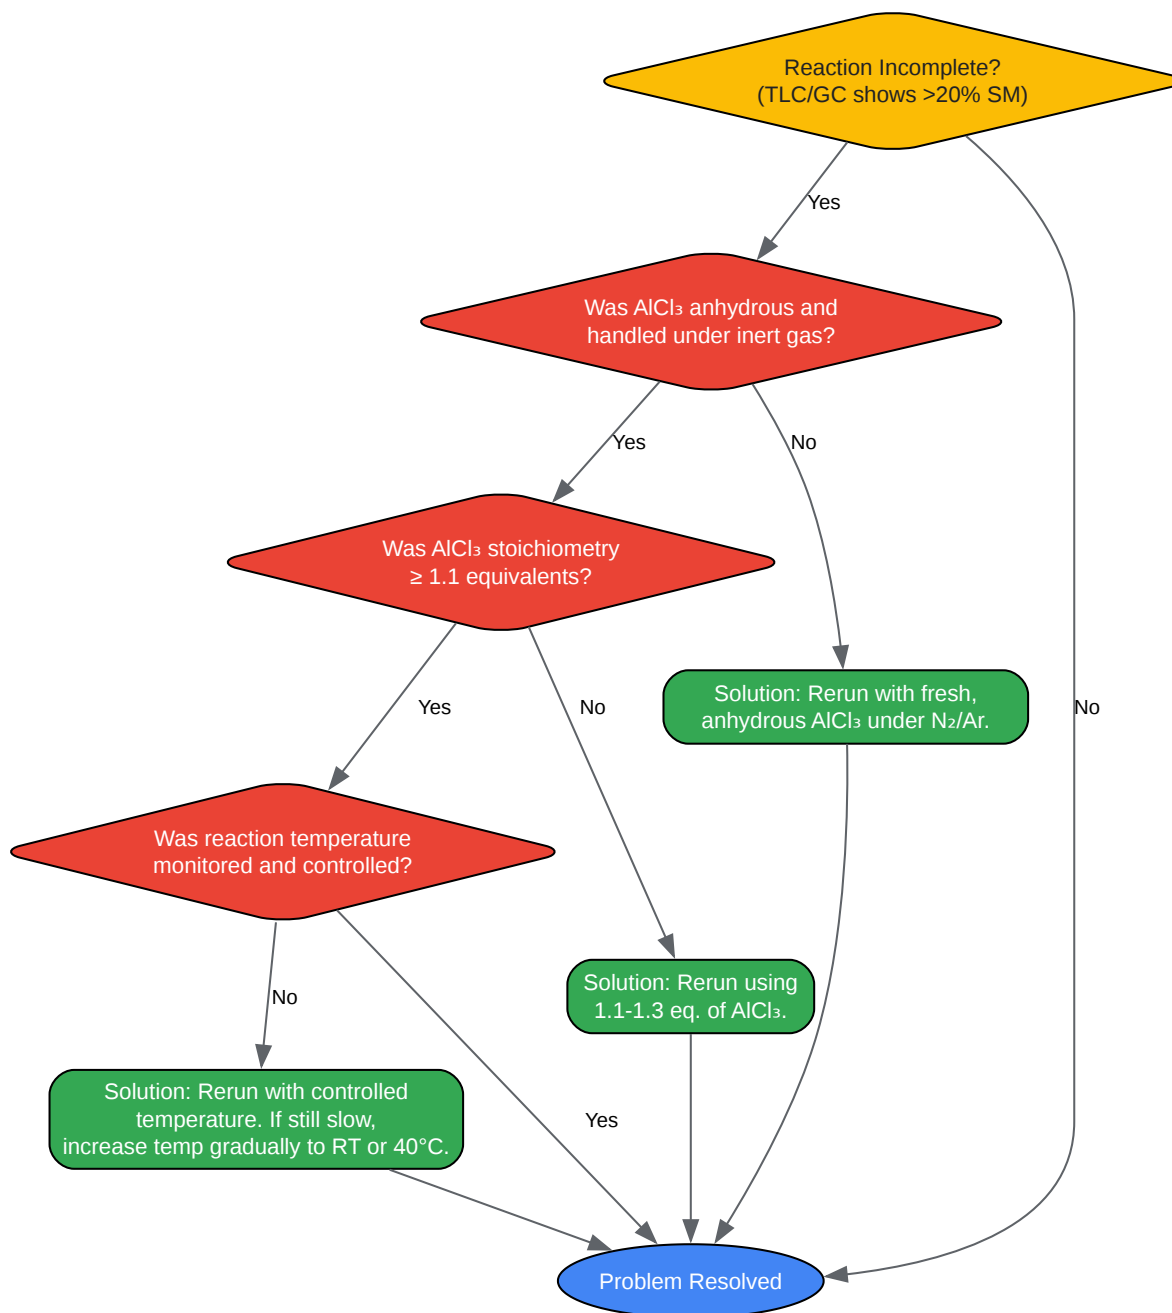 Reaction Incomplete?
(TLC/GC shows >20% SM)
Yes
Was AlCl₃ anhydrous and
handled under inert gas?
Yes
No
Was AlCl₃ stoichiometry
≥ 1.1 equivalents?
Solution: Rerun with fresh,
anhydrous AlCl₃ under N₂/Ar.
Yes
No
No
Was reaction temperature
monitored and controlled?
Solution: Rerun using
1.1-1.3 eq. of AlCl₃.
No
Solution: Rerun with controlled
temperature. If still slow,
increase temp gradually to RT or 40°C.
Yes
Problem Resolved